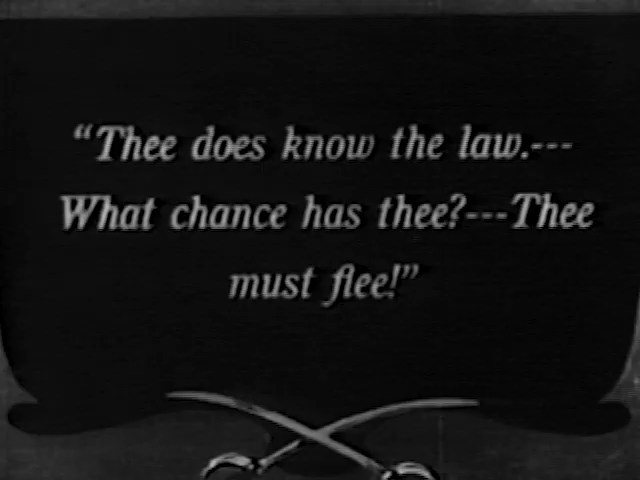 “Thee does know the law.---
What chance has thee?---Thee
must flee!”